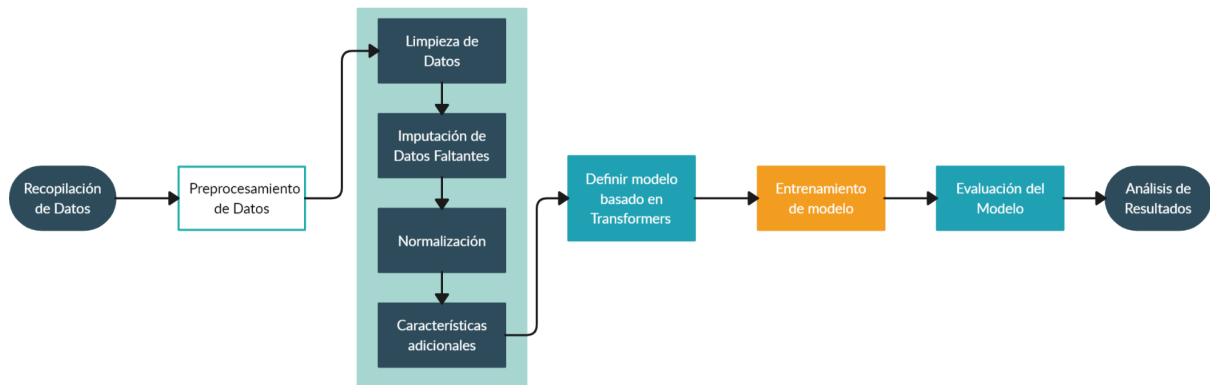 Recopilación
de Datos
Preprocesamiento
de Datos
Limpieza de
Datos
Imputación de
Datos Faltantes
Normalización
Características
adicionales
Definir modelo
basado en
Transformers
Entrenamiento
de modelo
Evaluación del
Modelo
Análisis de
Resultados